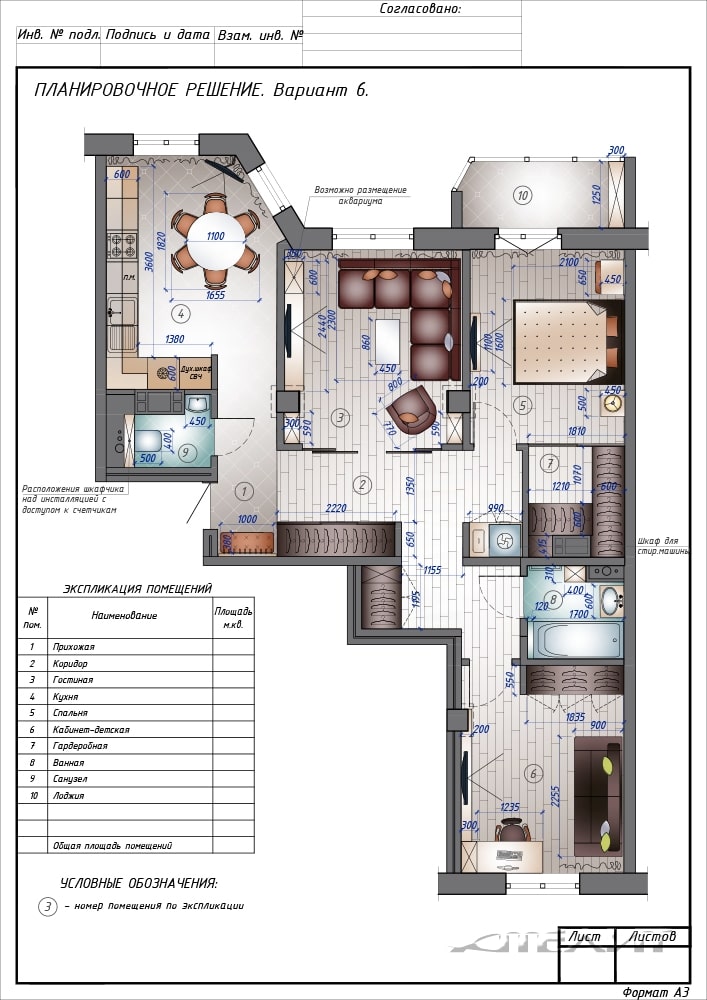 Согласовано:
Инв. № подл. Подпись и дата Взам. инв. №
ПЛАНИРОВОЧНОЕ РЕШЕНИЕ. Вариант 6.
300
600
Возможно размещение
аквариума
10
1250
1820
1100
3600
1655
п.м.
4
1380
Дух.шкаф
СВЧ
600
350
600
2440
2300
860
450
800
770
3
300
590
590
2100
650
450
1100
1600
200
450
500
5
1810
450
400
500
9
Расположения шкафчика
над инсталляцией с
доступом к счетчикам
1
1000
380
2
2220
1350
650
1155
1195
990
7
1210
1070
600
600
415
Шкаф для
стир.машины
310
400
8
600
120
1700
550
1835
900
200
6
2255
1235
300
ЭКСПЛИКАЦИЯ ПОМЕЩЕНИЙ
№ пом. Наименование Площадь м.кв.
1 Прихожая
2 Коридор
3 Гостиная
4 Кухня
5 Спальня
6 Кабинет-детская
7 Гардеробная
8 Ванная
9 Санузел
10 Лоджия
Общая площадь помещений
УСЛОВНЫЕ ОБОЗНАЧЕНИЯ:
3 - номер помещения по экспликации
Лист Листов
Формат А3